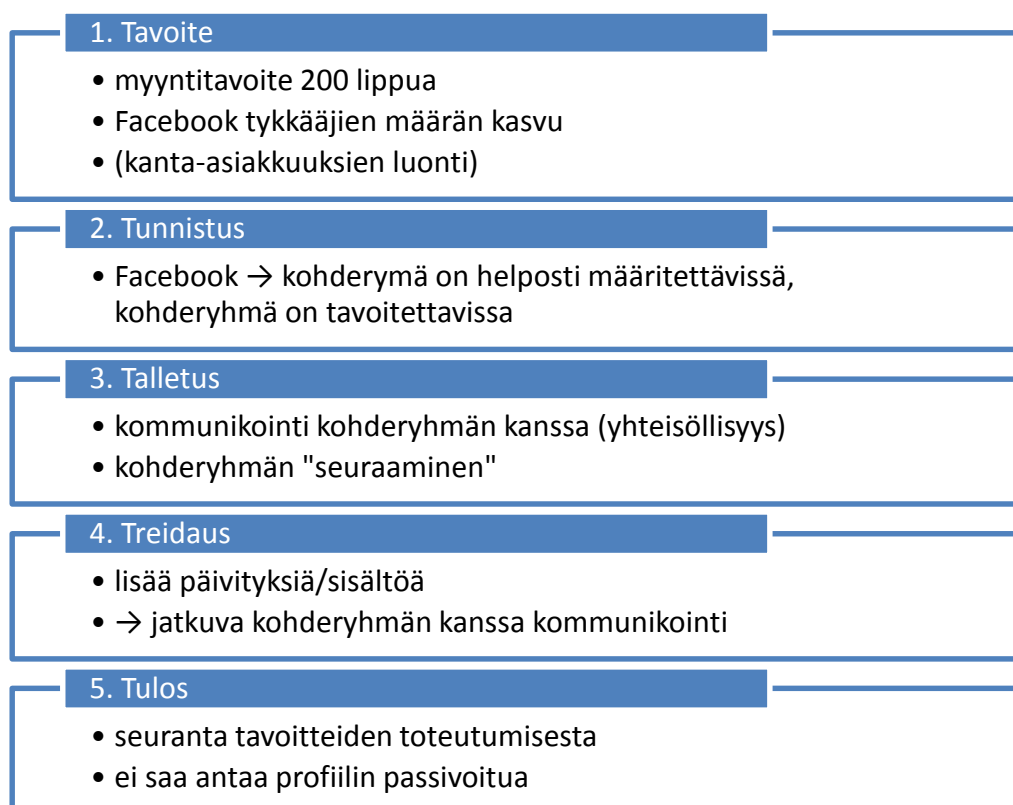 1. Tavoite
• myyntitavoite 200 lippua
• Facebook tykkääjien määrän kasvu
• (kanta-asiakkuuksien luonti)
2. Tunnistus
• Facebook → kohderymä on helposti määritettävissä,
kohderyhmä on tavoitettavissa
3. Talletus
• kommunikointi kohderyhmän kanssa (yhteisöllisyys)
• kohderyhmän "seuraaminen"
4. Treidaus
• lisää päivityksiä/sisältöä
• → jatkuva kohderyhmän kanssa kommunikointi
5. Tulos
• seuranta tavoitteiden toteutumisesta
• ei saa antaa profiilin passivoitua